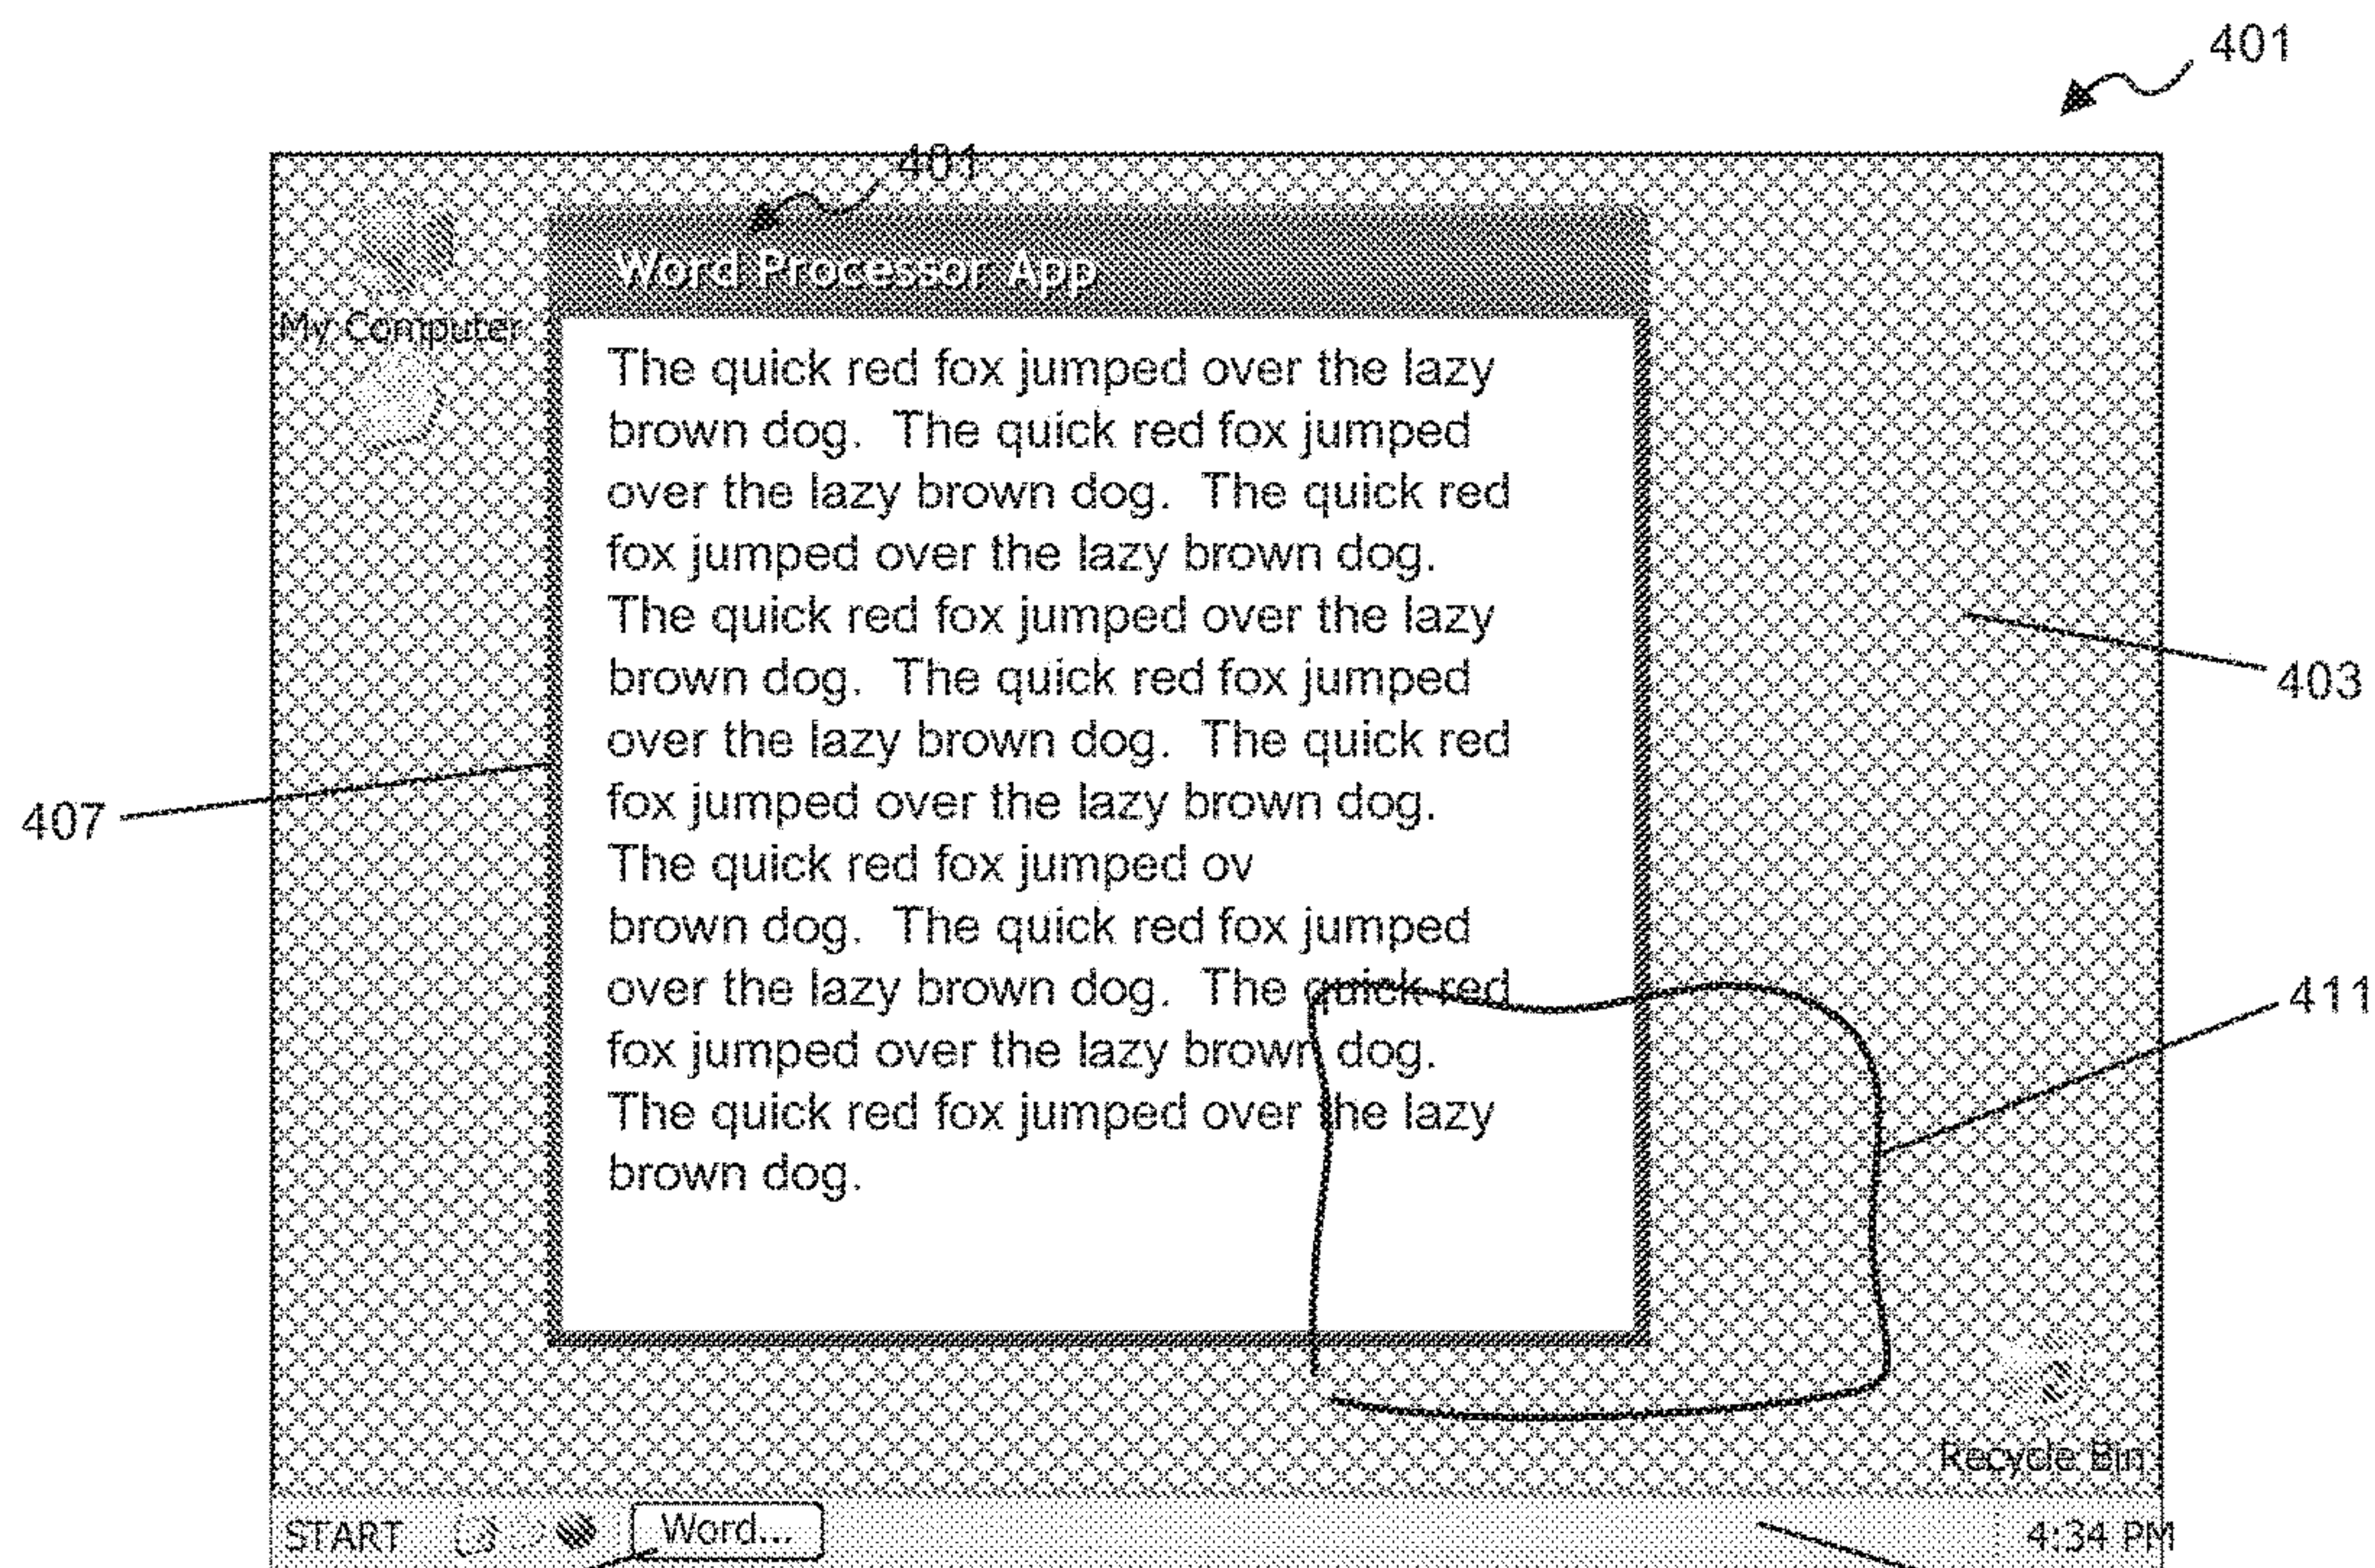 401
401
Word Processor App
My Computer
The quick red fox jumped over the lazy
brown dog.  The quick red fox jumped
over the lazy brown dog.  The quick red
fox jumped over the lazy brown dog.
The quick red fox jumped over the lazy
brown dog.  The quick red fox jumped
over the lazy brown dog.  The quick red
fox jumped over the lazy brown dog.
The quick red fox jumped ov
brown dog.  The quick red fox jumped
over the lazy brown dog.  The quick red
fox jumped over the lazy brown dog.
The quick red fox jumped over the lazy
brown dog.
403
407
411
Recycle Bin
START
Word...
4:34 PM